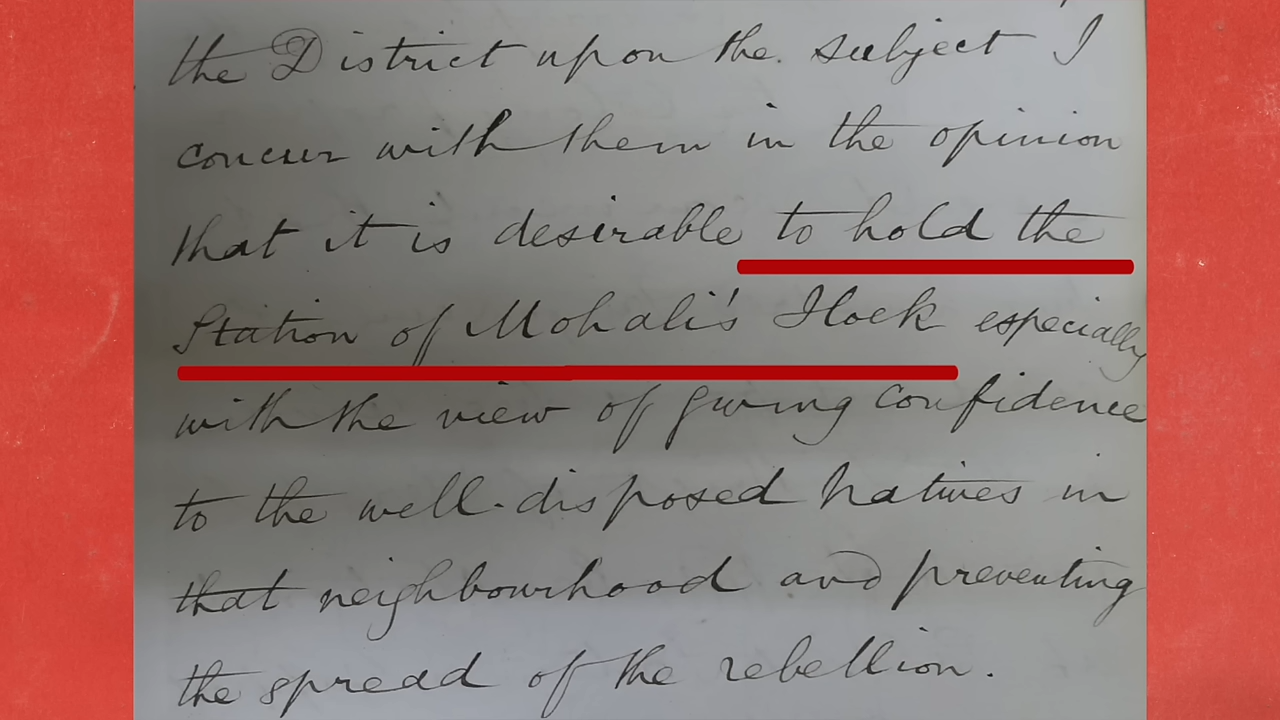 the District upon the subject I
concur with them in the opinion
that it is desirable to hold the
Station of Mohali's Hoek especially
with the view of giving confidence
to the well-disposed natives in
that neighbourhood and preventing
the spread of the rebellion.